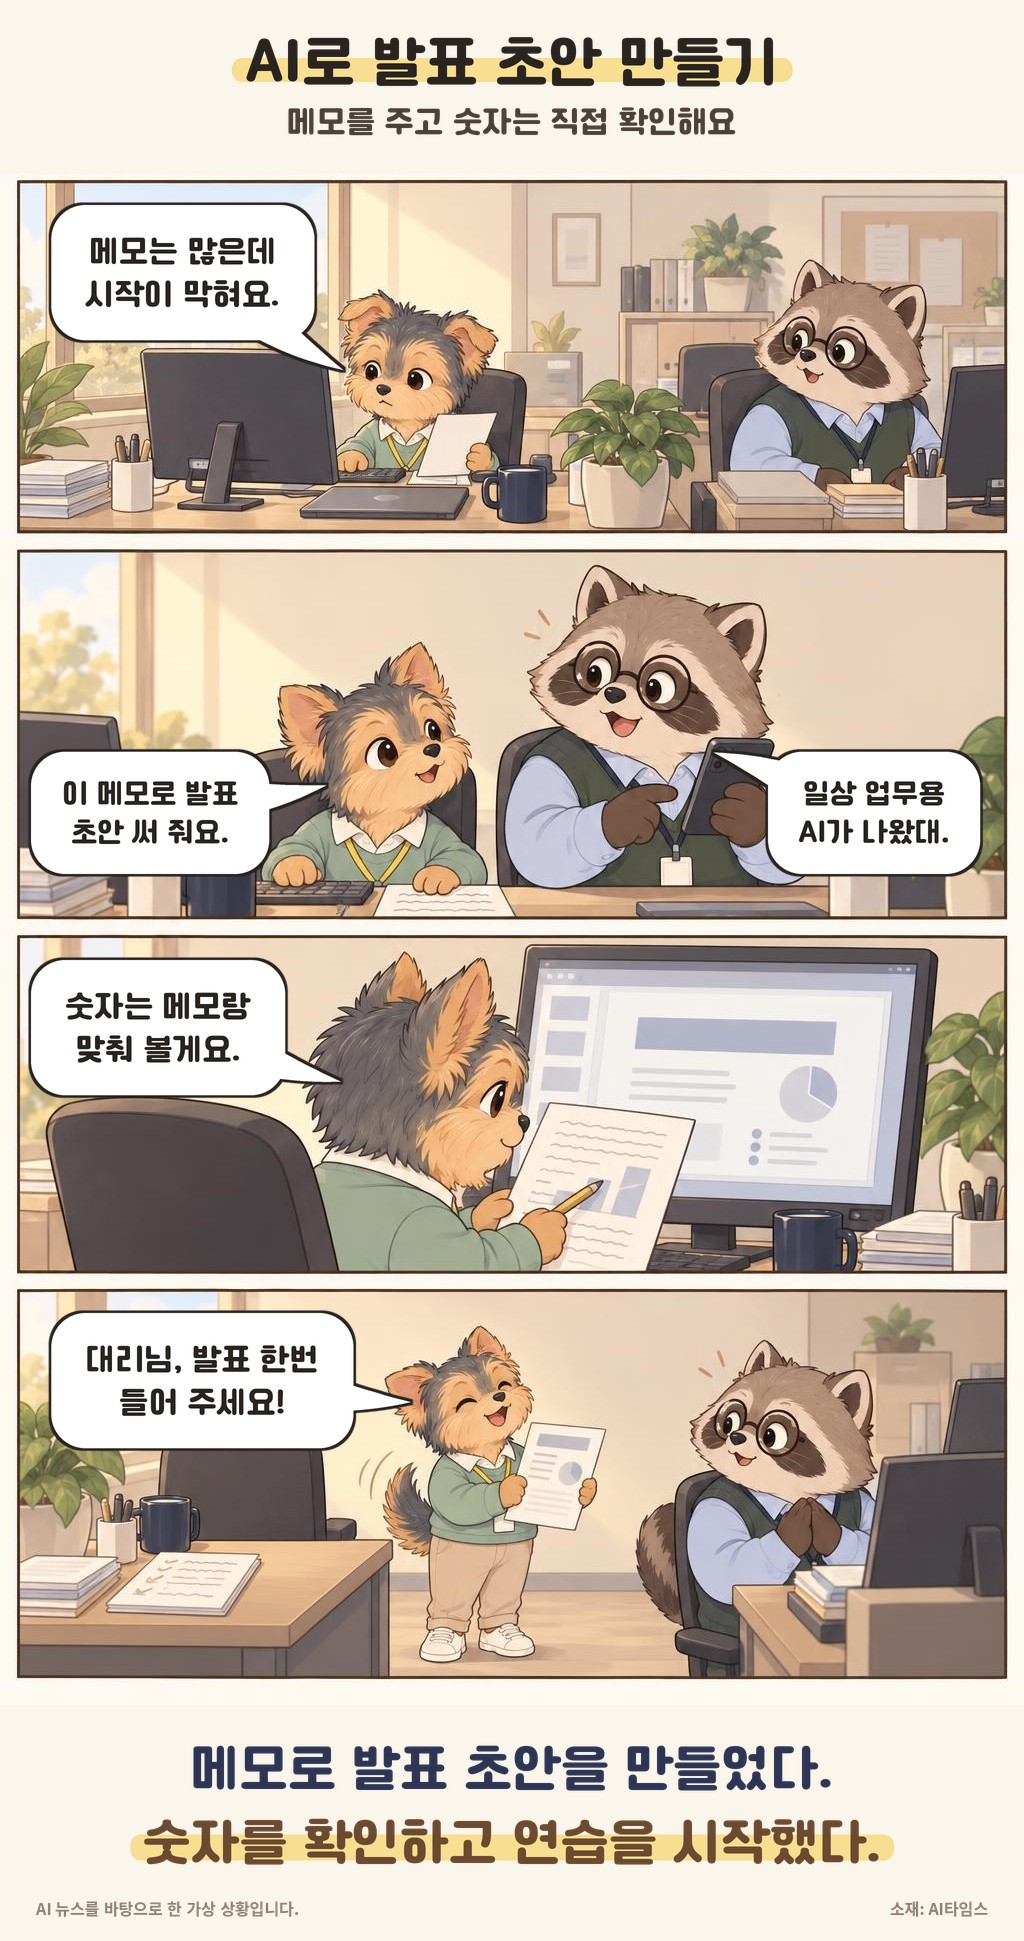 AI로 발표 초안 만들기
메모를 주고 숫자는 직접 확인해요
메모는 많은데
시작이 막혀요.
이 메모로 발표
초안 써 줘요.
일상 업무용
AI가 나왔대.
숫자는 메모랑
맞춰 볼게요.
대리님, 발표 한번
들어 주세요!
메모로 발표 초안을 만들었다.
숫자를 확인하고 연습을 시작했다.
AI 뉴스를 바탕으로 한 가상 상황입니다.
소재: AI타임스